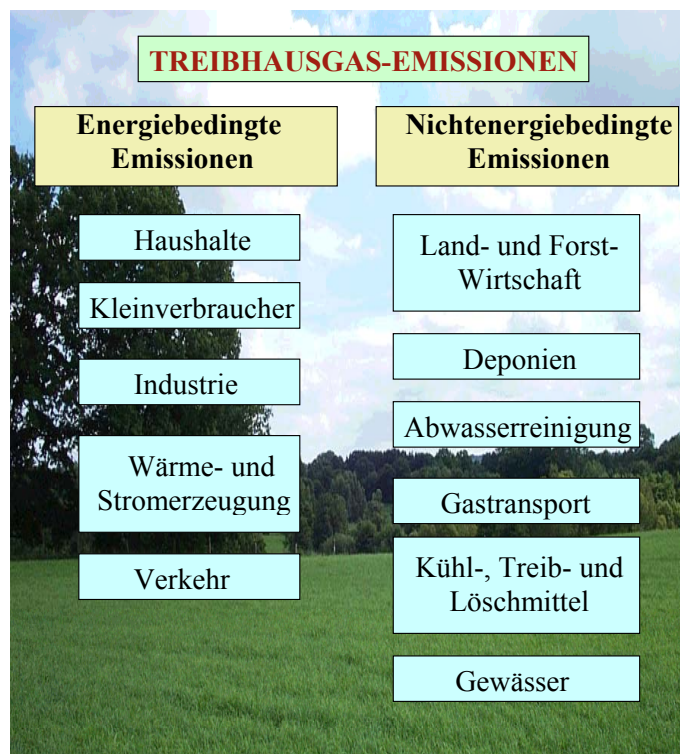 TREIBHAUSGAS-EMISSIONEN
Energiebedingte
Emissionen
Haushalte
Kleinverbraucher
Industrie
Wärme- und
Stromerzeugung
Verkehr
Nichtenergiebedingte
Emissionen
Land- und Forst-
Wirtschaft
Deponien
Abwasserreinigung
Gastransport
Kühl-, Treib- und
Löschmittel
Gewässer